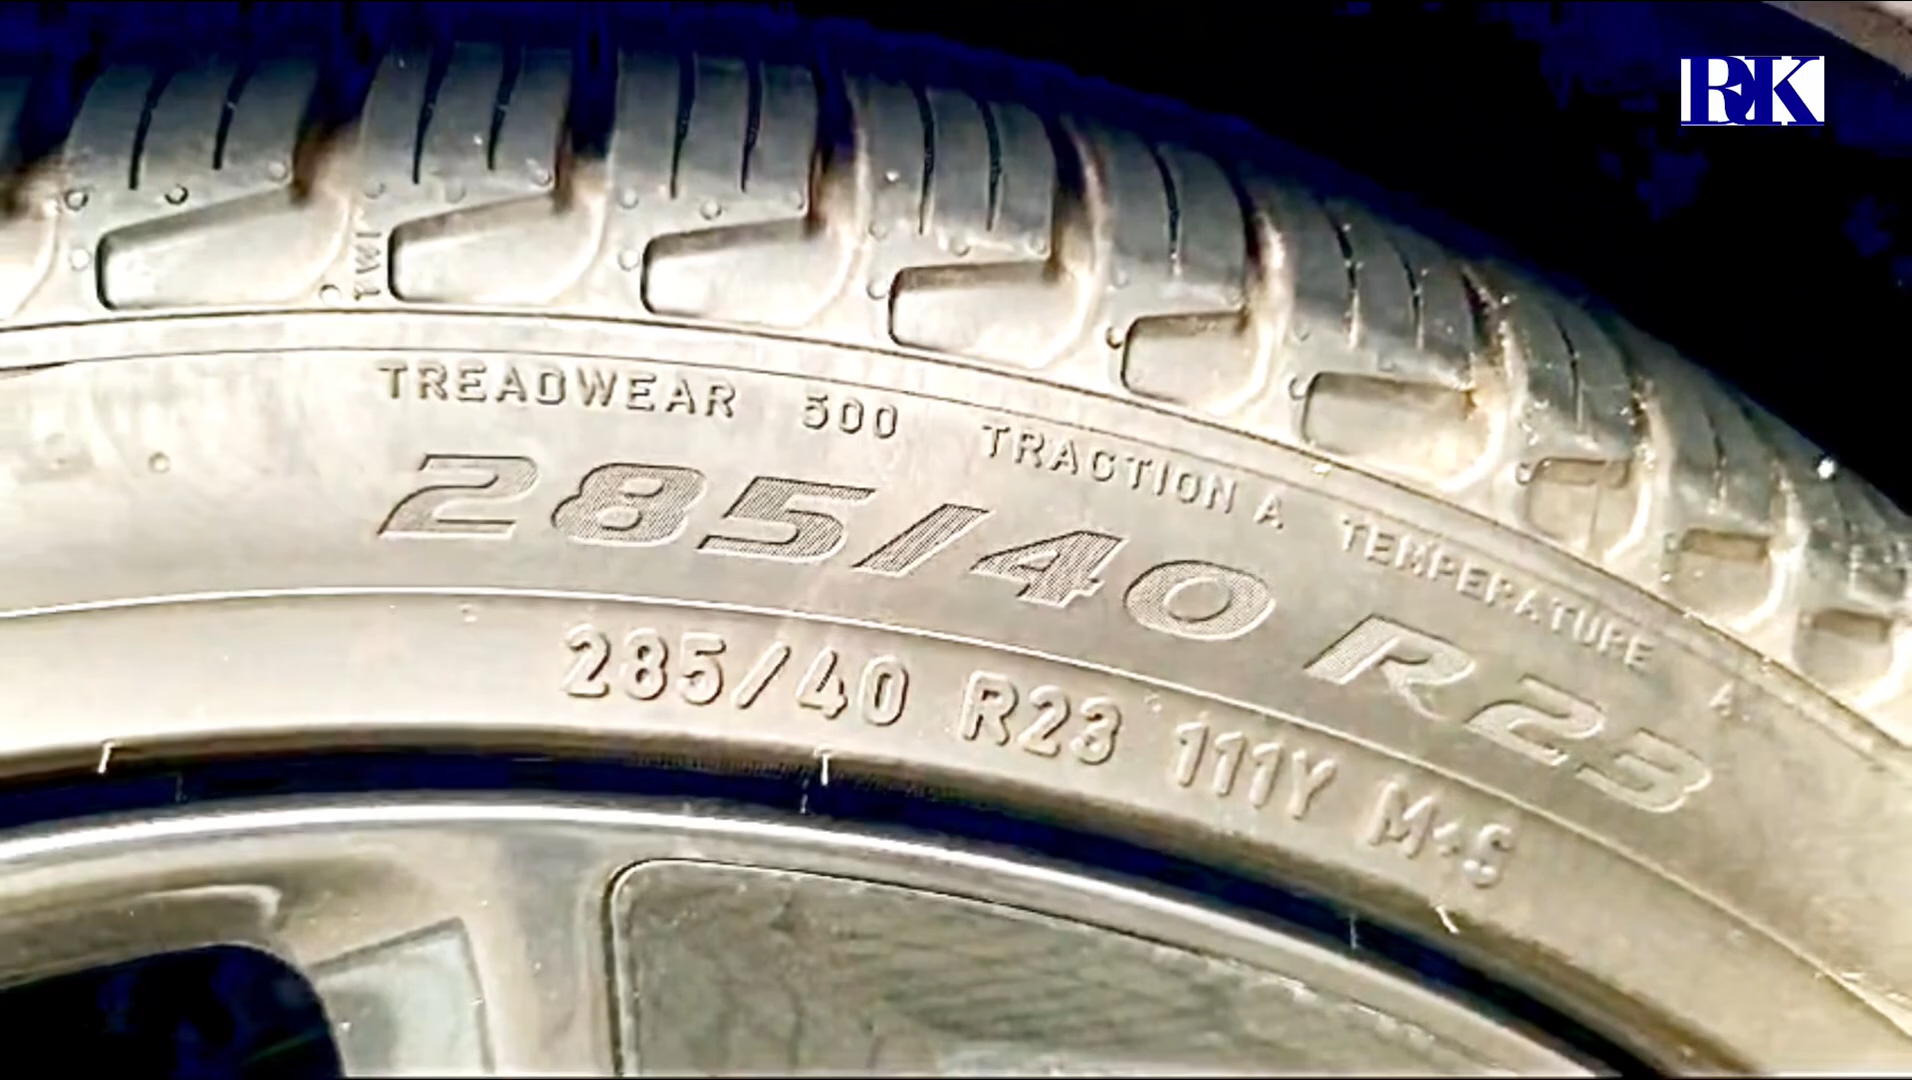 RK
TWI
TREADWEAR 500 TRACTION A TEMPERATURE A
285/40 R23
285/40 R23 111Y M+S